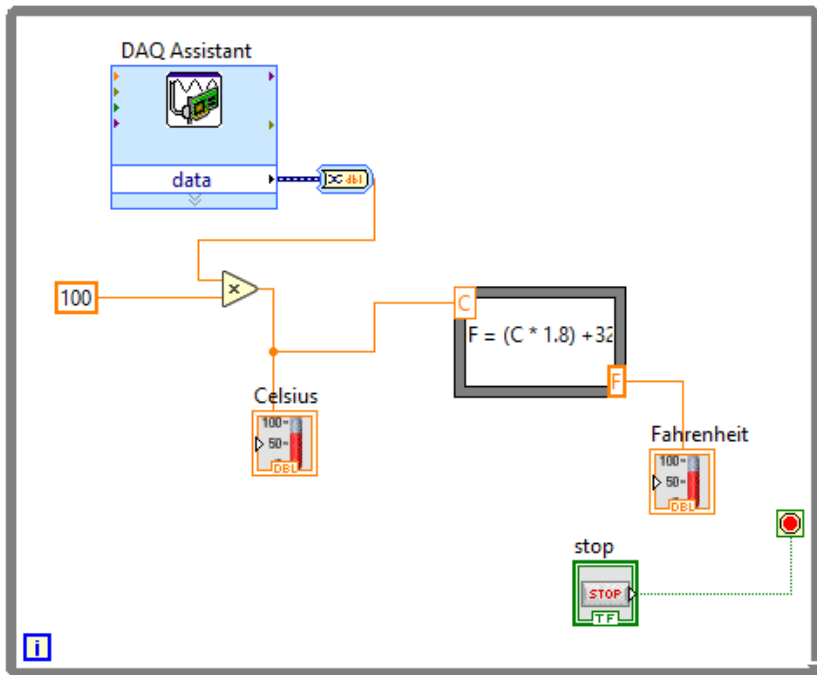 DAQ Assistant
data
dbl
100
×
C
F = (C * 1.8) +32
F
Celsius
100
50
DBL
Fahrenheit
100
50
DBL
stop
STOP
TF
i